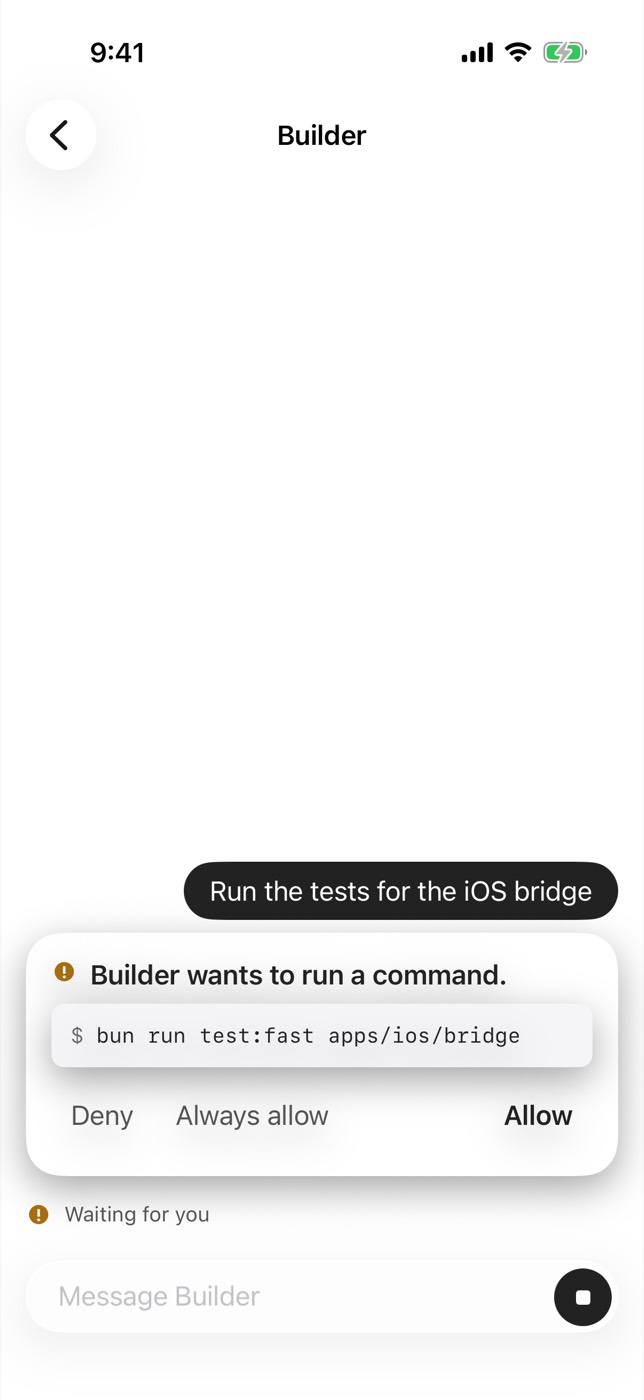 9:41
Builder
Run the tests for the iOS bridge
Builder wants to run a command.
$ bun run test:fast apps/ios/bridge
Deny Always allow Allow
Waiting for you
Message Builder